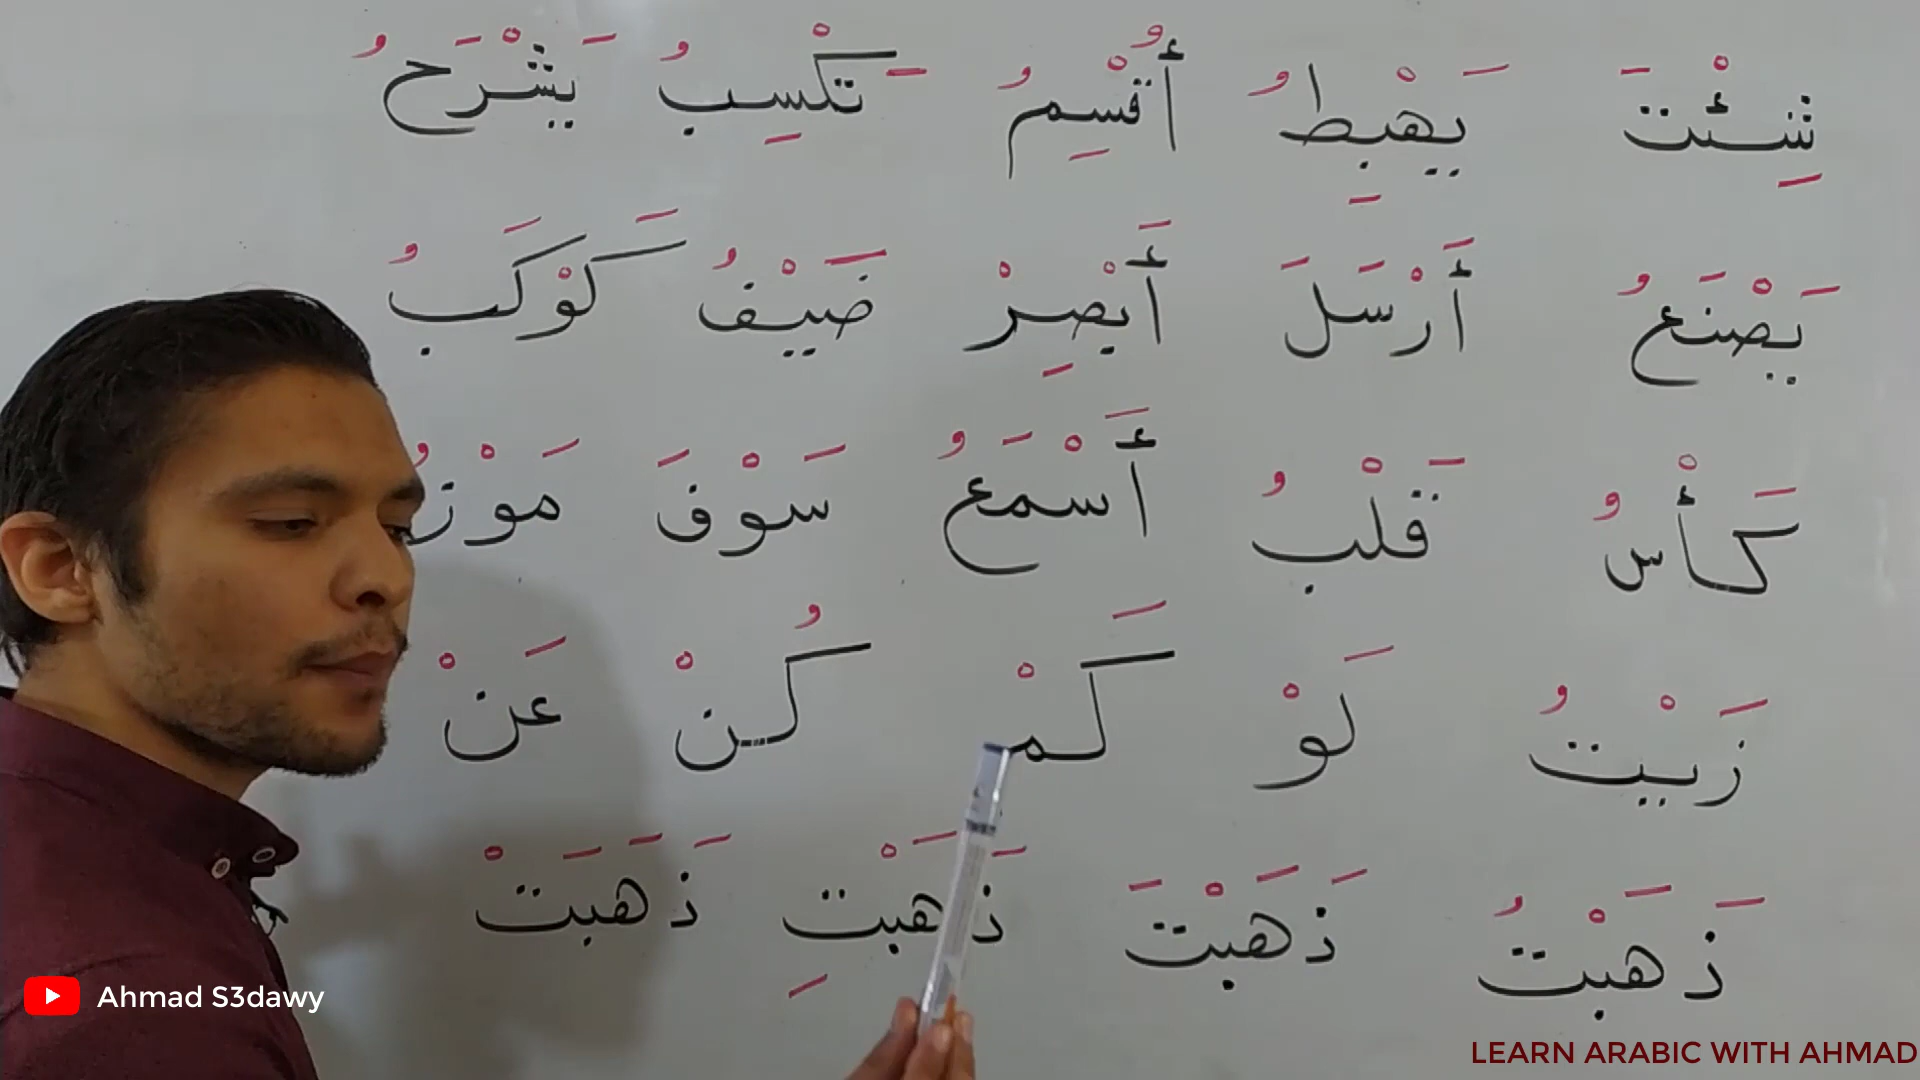 شِئْتَ يَهْبِطُ أُقْسِمُ تَكْسِبُ يَشْرَحُ
يَصْنَعُ أَرْسَلَ أَبْصِرْ ضَيْفُ كَوْكَبُ
كَأْسُ قَلْبُ أَسْمَعُ سَوْفَ مَوْزُ
زَيْتُ لَوْ كَمْ كُنْ عَنْ
ذَهَبْتُ ذَهَبْتَ ذَهَبْتِ ذَهَبَتْ
Ahmad S3dawy
LEARN ARABIC WITH AHMAD